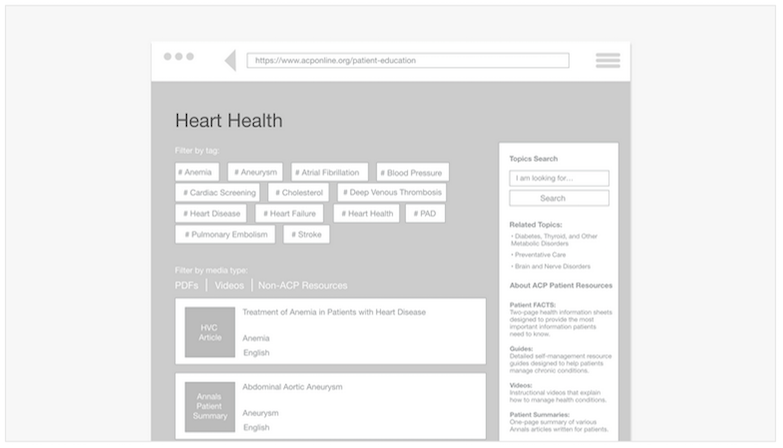 https://www.acponline.org/patient-education
Heart Health
Filter by tag:
# Anemia # Aneurysm # Atrial Fibrillation # Blood Pressure
# Cardiac Screening # Cholesterol # Deep Venous Thrombosis
# Heart Disease # Heart Failure # Heart Health # PAD
# Pulmonary Embolism # Stroke
Filter by media type:
PDFs | Videos | Non-ACP Resources
HVC
Article
Treatment of Anemia in Patients with Heart Disease
Anemia
English
Annals
Patient
Summary
Abdominal Aortic Aneurysm
Aneurysm
English
Topics Search
I am looking for...
Search
Related Topics:
• Diabetes, Thyroid, and Other
Metabolic Disorders
• Preventative Care
• Brain and Nerve Disorders
About ACP Patient Resources
Patient FACTS:
Two-page health information sheets
designed to provide the most
important information patients
need to know.
Guides:
Detailed self-management resource
guides designed to help patients
manage chronic conditions.
Videos:
Instructional videos that explain
how to manage health conditions.
Patient Summaries:
One-page summary of various
Annals articles written for patients.